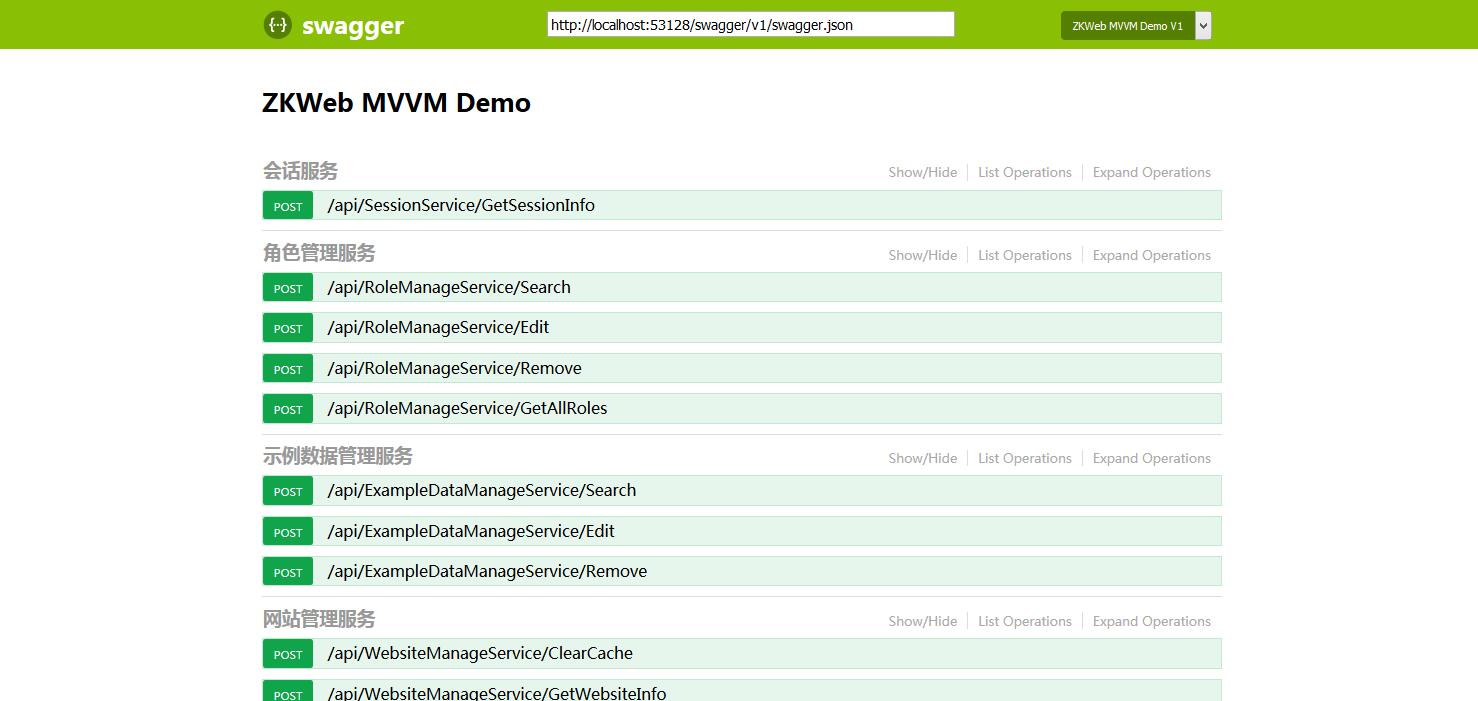 {···} swagger http://localhost:53128/swagger/v1/swagger.json ZKWeb MVVM Demo V1
ZKWeb MVVM Demo
会话服务 Show/Hide List Operations Expand Operations
POST /api/SessionService/GetSessionInfo
角色管理服务 Show/Hide List Operations Expand Operations
POST /api/RoleManageService/Search
POST /api/RoleManageService/Edit
POST /api/RoleManageService/Remove
POST /api/RoleManageService/GetAllRoles
示例数据管理服务 Show/Hide List Operations Expand Operations
POST /api/ExampleDataManageService/Search
POST /api/ExampleDataManageService/Edit
POST /api/ExampleDataManageService/Remove
网站管理服务 Show/Hide List Operations Expand Operations
POST /api/WebsiteManageService/ClearCache
POST /api/WebsiteManageService/GetWebsiteInfo